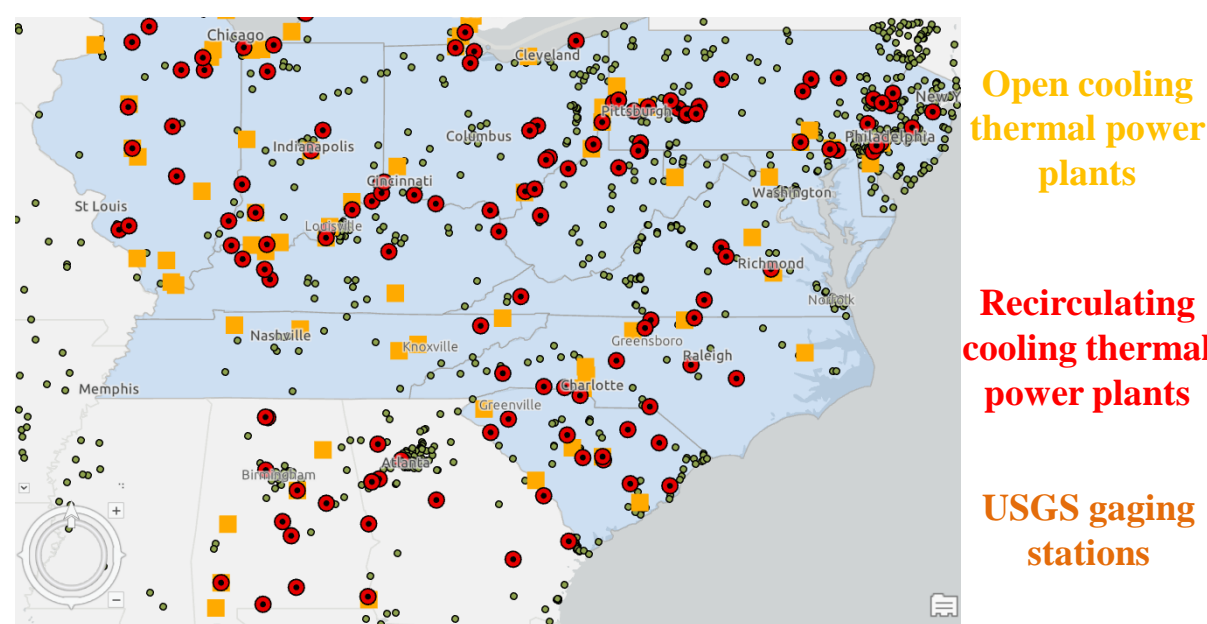 Chicago
Cleveland
New Y
Pittsburgh
Columbus
Philadelphia
Indianapolis
Cincinnati
Washington
St Louis
Louisville
Richmond
Norfolk
Nashville
Knoxville
Greensboro
Raleigh
Memphis
Charlotte
Greenville
Atlanta
Birmingham
Open cooling
thermal power
plants
Recirculating
cooling thermal
power plants
USGS gaging
stations